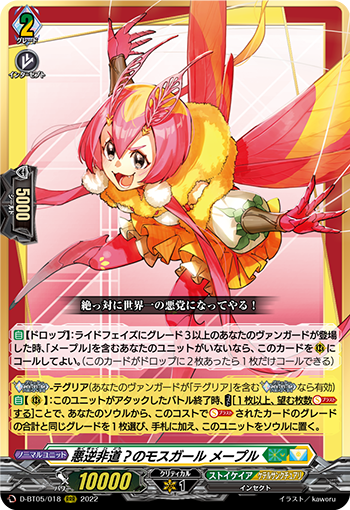 2
グレード
インターセプト
5000
シールド
絶っ対に世界一の悪党になってやる!
自【ドロップ】:ライドフェイズにグレード3以上のあなたのヴァンガードが登場
した時、「メープル」を含むあなたのユニットがいないなら、このカードをRに
コールしてよい。(このカードがドロップに2枚あったら1枚だけコールできる)
-テグリア(あなたのヴァンガードが「テグリア」を含む なら有効)
自【R】:このユニットがアタックしたバトル終了時、【1枚以上、望む枚数
することで、あなたのソウルから、このコストで されたカードのグレード
の合計と同じグレードを1枚選び、手札に加え、このユニットをソウルに置く。
ノーマルユニット 悪逆非道?のモスガール メープル
パワー 10000 クリティカル 1 ストイケイア
インセクト
D-BT05/018 RRR 2022 イラスト/kaworu